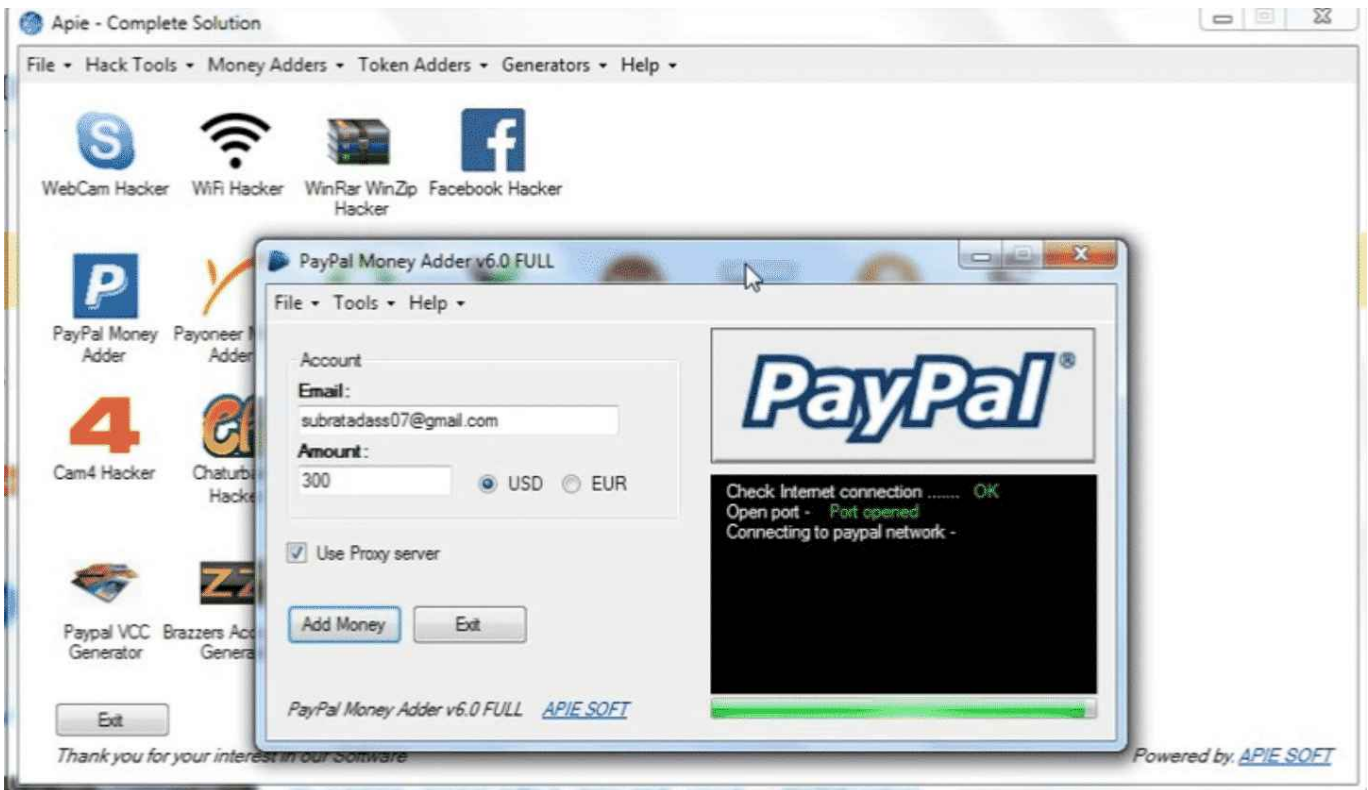 Apie - Complete Solution
File Hack Tools Money Adders Token Adders Generators Help
S
f
WebCam Hacker WiFi Hacker WinRar WinZip Facebook Hacker
Hacker
PayPal Money Adder v6.0 FULL
File Tools Help
P
PayPal Money Payoneer
Adder Adder
Account
Email:
subratadass07@gmail.com
Amount:
300 USD EUR
PayPal®
4
Cam4 Hacker
Check Internet connection ....... OK
Open port - Port opened
Connecting to paypal network -
Use Proxy server
Add Money Exit
Paypal VCC Brazzers
Generator
PayPal Money Adder v6.0 FULL APIE SOFT
Exit
Thank you for your interest in our Software
Powered by. APIE SOFT